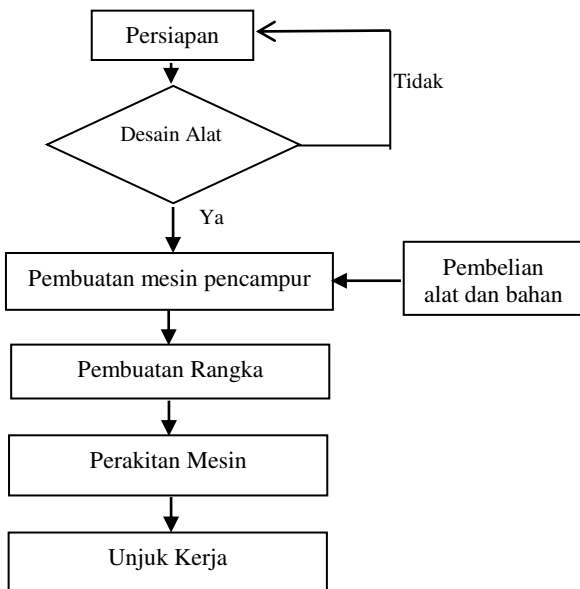 Persiapan
Tidak
Desain Alat
Ya
Pembuatan mesin pencampur
Pembelian
alat dan bahan
Pembuatan Rangka
Perakitan Mesin
Unjuk Kerja